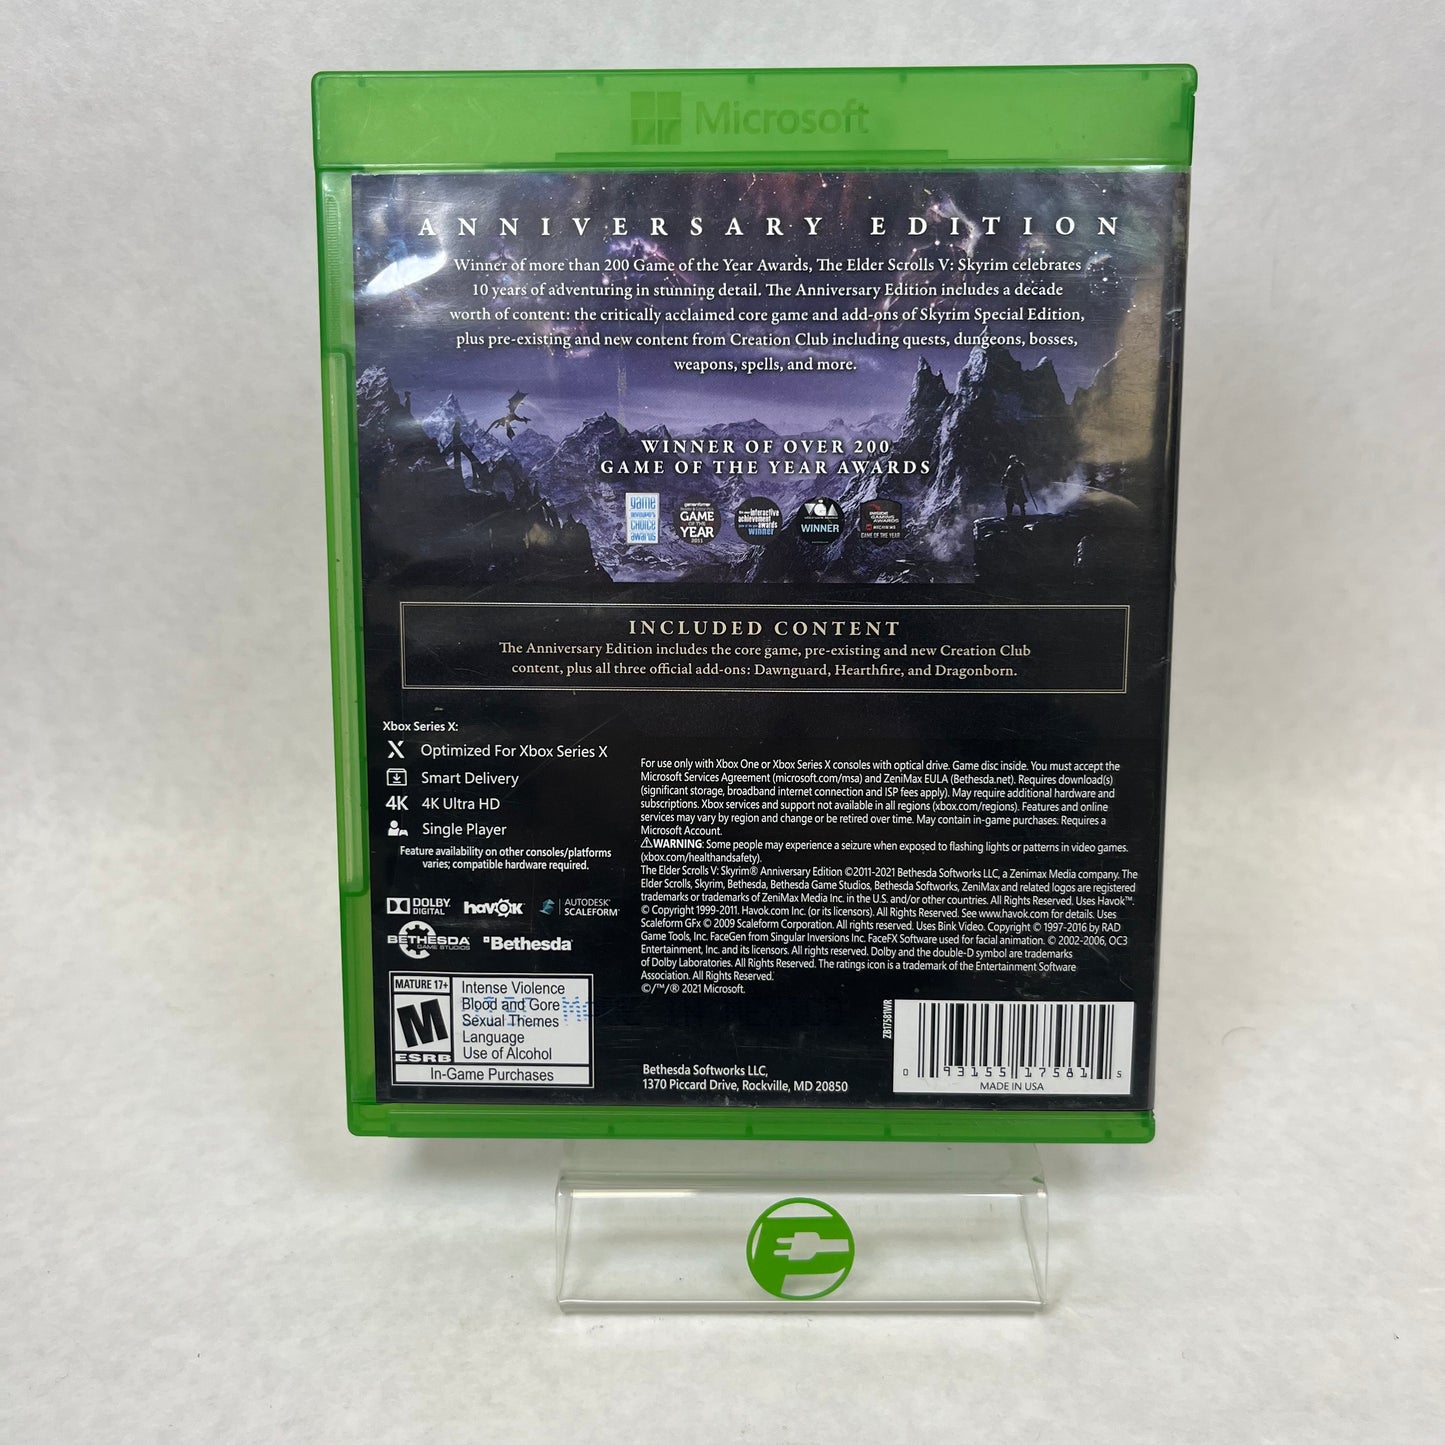 Microsoft
ANNIVERSARY EDITION
Winner of more than 200 Game of the Year Awards, The Elder Scrolls V: Skyrim celebrates
10 years of adventuring in stunning detail. The Anniversary Edition includes a decade
worth of content: the critically acclaimed core game and add-ons of Skyrim Special Edition,
plus pre-existing and new content from Creation Club including quests, dungeons, bosses,
weapons, spells, and more.
WINNER OF OVER 200
GAME OF THE YEAR AWARDS
game
developers
choice
awards
GAME
OF THE
YEAR
2011
interactive
achievement
awards
winner
VGA
WINNER
INSIDE
GAMING
AWARDS
GAME OF THE YEAR
INCLUDED CONTENT
The Anniversary Edition includes the core game, pre-existing and new Creation Club
content, plus all three official add-ons: Dawnguard, Hearthfire, and Dragonborn.
Xbox Series X:
X Optimized For Xbox Series X
Smart Delivery
4K 4K Ultra HD
Single Player
Feature availability on other consoles/platforms
varies; compatible hardware required.
DOLBY
DIGITAL
havok
AUTODESK®
SCALEFORM®
BETHESDA
GAME STUDIOS
Bethesda
For use only with Xbox One or Xbox Series X consoles with optical drive. Game disc inside. You must accept the
Microsoft Services Agreement (microsoft.com/msa) and ZeniMax EULA (Bethesda.net). Requires download(s)
(significant storage, broadband internet connection and ISP fees apply). May require additional hardware and
subscriptions. Xbox services and support not available in all regions (xbox.com/regions). Features and online
services may vary by region and change or be retired over time. May contain in-game purchases. Requires a
Microsoft Account.
⚠WARNING: Some people may experience a seizure when exposed to flashing lights or patterns in video games.
(xbox.com/healthandsafety).
The Elder Scrolls V: Skyrim® Anniversary Edition ©2011-2021 Bethesda Softworks LLC, a Zenimax Media company. The
Elder Scrolls, Skyrim, Bethesda, Bethesda Game Studios, Bethesda Softworks, ZeniMax and related logos are registered
trademarks or trademarks of ZeniMax Media Inc. in the U.S. and/or other countries. All Rights Reserved. Uses Havok™.
© Copyright 1999-2011. Havok.com Inc. (or its licensors). All Rights Reserved. See www.havok.com for details. Uses
Scaleform GFx © 2009 Scaleform Corporation. All rights reserved. Uses Bink Video. Copyright © 1997-2016 by RAD
Game Tools, Inc. FaceGen from Singular Inversions Inc. FaceFX Software used for facial animation. © 2002-2006, OC3
Entertainment, Inc. and its licensors. All rights reserved. Dolby and the double-D symbol are trademarks
of Dolby Laboratories. All Rights Reserved. The ratings icon is a trademark of the Entertainment Software
Association. All Rights Reserved.
©/™/® 2021 Microsoft.
MATURE 17+
M
ESRB
Intense Violence
Blood and Gore
Sexual Themes
Language
Use of Alcohol
In-Game Purchases
Bethesda Softworks LLC,
1370 Piccard Drive, Rockville, MD 20850
ZB17581WR
0 93155 17581 5
MADE IN USA